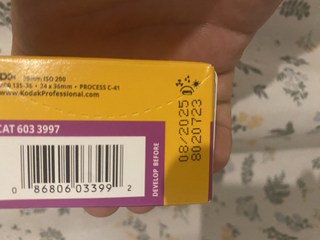 35mm ISO 200
135-36 • 24 x 36mm • PROCESS C-41
www.KodakProfessional.com
CAT 603 3997
0 86806 03399 2
DEVELOP BEFORE
08/2025
8020723